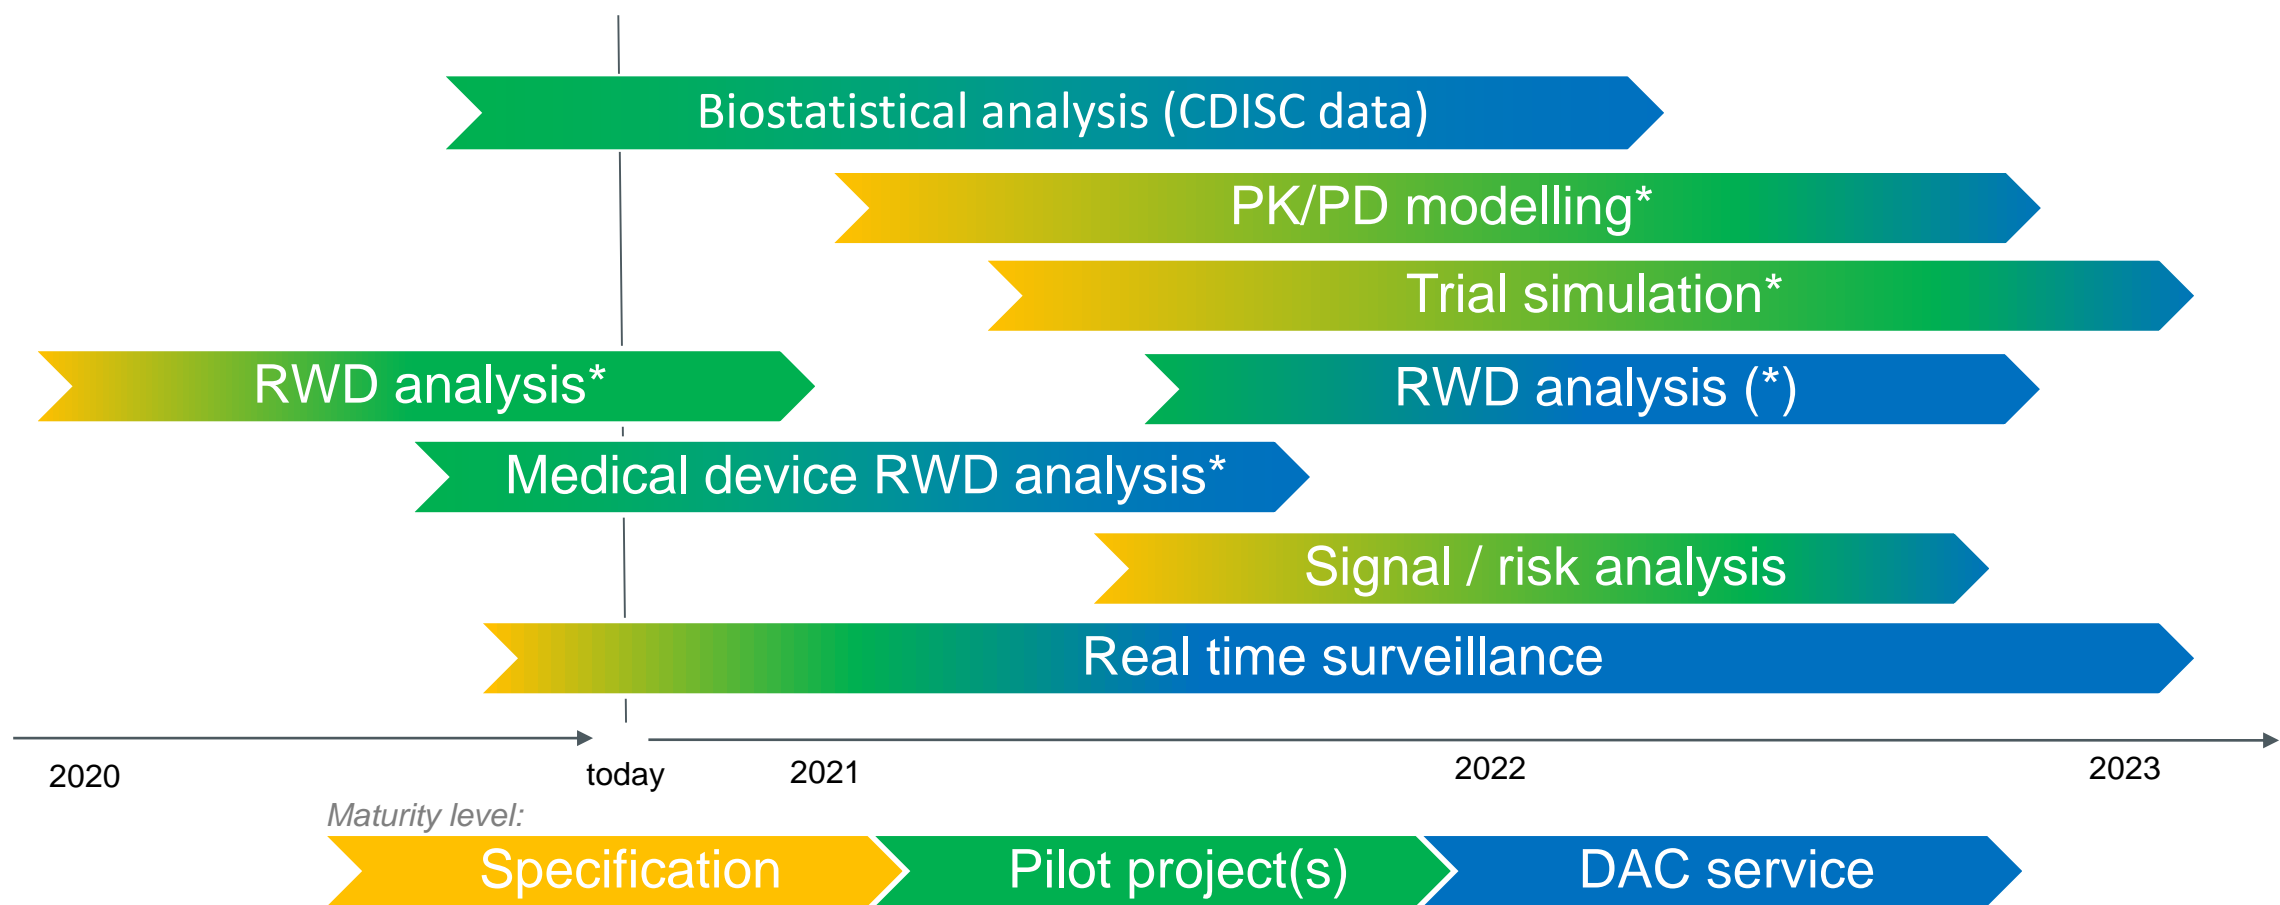 Biostatistical analysis (CDISC data)
PK/PD modelling*
Trial simulation*
RWD analysis*
RWD analysis (*)
Medical device RWD analysis*
Signal / risk analysis
Real time surveillance
2020
today
2021
2022
2023
Maturity level:
Specification
Pilot project(s)
DAC service